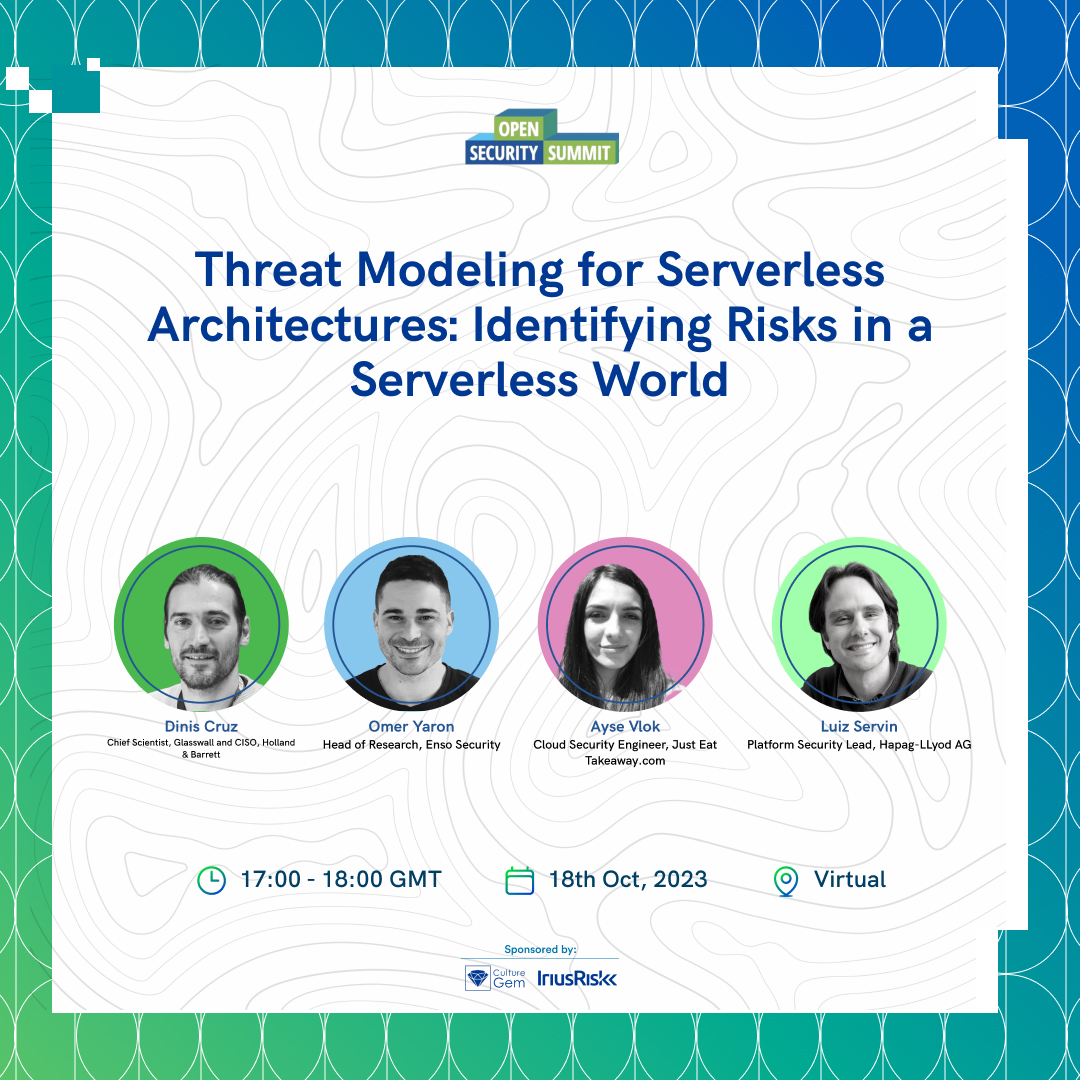 OPEN
SECURITY SUMMIT
Threat Modeling for Serverless
Architectures: Identifying Risks in a
Serverless World
Dinis Cruz
Chief Scientist, Glasswall and CISO, Holland
& Barrett
Omer Yaron
Head of Research, Enso Security
Ayse Vlok
Cloud Security Engineer, Just Eat
Takeaway.com
Luiz Servin
Platform Security Lead, Hapag-LLyod AG
17:00 - 18:00 GMT
18th Oct, 2023
Virtual
Sponsored by:
Culture
Gem
IriusRisk